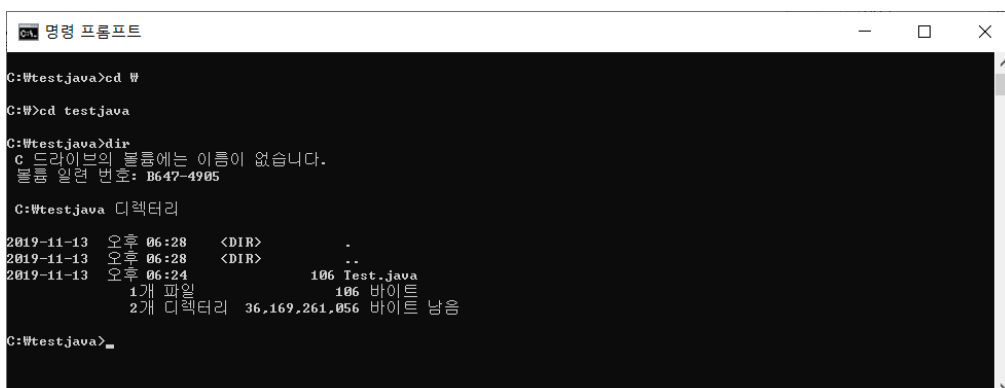 명령 프롬프트
C:₩testjava>cd ₩
C:₩>cd testjava
C:₩testjava>dir
C 드라이브의 볼륨에는 이름이 없습니다.
볼륨 일련 번호: B647-4905
C:₩testjava 디렉터리
2019-11-13 오후 06:28 <DIR> .
2019-11-13 오후 06:28 <DIR> ..
2019-11-13 오후 06:24 106 Test.java
1개 파일 106 바이트
2개 디렉터리 36,169,261,056 바이트 남음
C:₩testjava>_